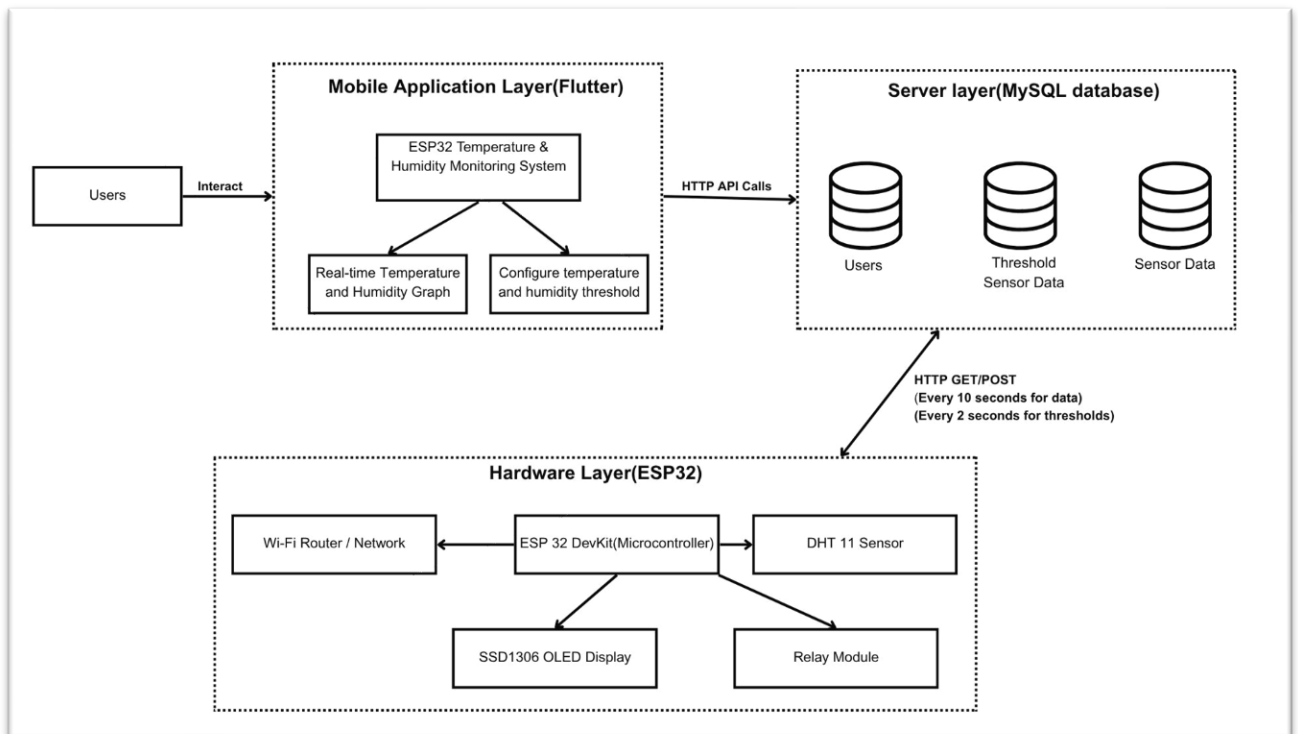 Mobile Application Layer(Flutter)
ESP32 Temperature &
Humidity Monitoring System
Users
Interact
Real-time Temperature
and Humidity Graph
Configure temperature
and humidity threshold
HTTP API Calls
Server layer(MySQL database)
Users
Threshold
Sensor Data
Sensor Data
HTTP GET/POST
(Every 10 seconds for data)
(Every 2 seconds for thresholds)
Hardware Layer(ESP32)
Wi-Fi Router / Network
ESP 32 DevKit(Microcontroller)
DHT 11 Sensor
SSD1306 OLED Display
Relay Module